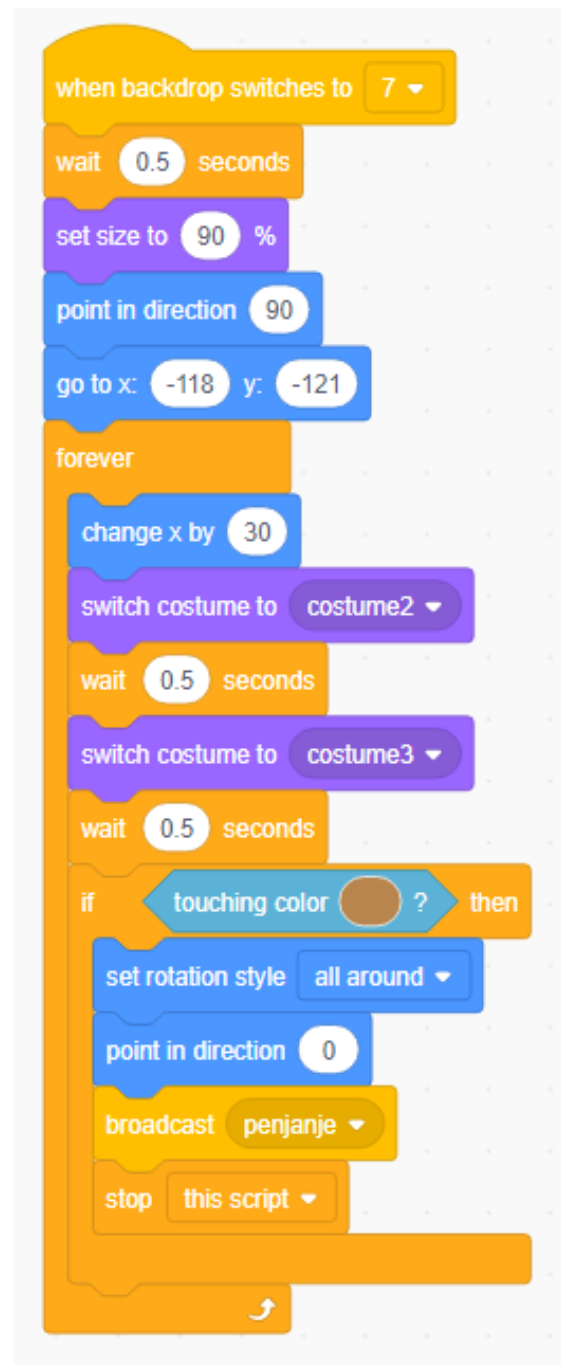 when backdrop switches to 7
wait 0.5 seconds
set size to 90 %
point in direction 90
go to x: -118 y: -121
forever
change x by 30
switch costume to costume2
wait 0.5 seconds
switch costume to costume3
wait 0.5 seconds
if touching color ? then
set rotation style all around
point in direction 0
broadcast penjanje
stop this script